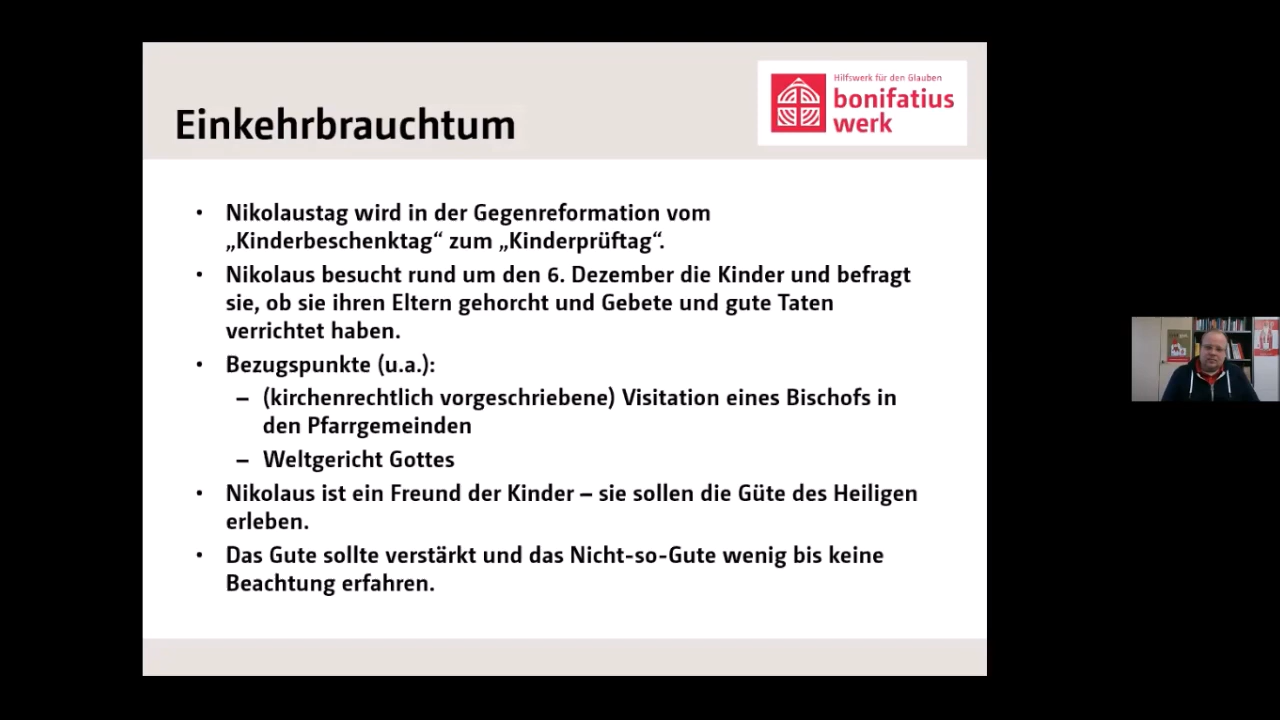 Einkehrbrauchtum
Hilfswerk für den Glauben
bonifatius
werk
• Nikolaustag wird in der Gegenreformation vom
„Kinderbeschenktag“ zum „Kinderprüftag“.
• Nikolaus besucht rund um den 6. Dezember die Kinder und befragt
sie, ob sie ihren Eltern gehorcht und Gebete und gute Taten
verrichtet haben.
• Bezugspunkte (u.a.):
– (kirchenrechtlich vorgeschriebene) Visitation eines Bischofs in
den Pfarrgemeinden
– Weltgericht Gottes
• Nikolaus ist ein Freund der Kinder – sie sollen die Güte des Heiligen
erleben.
• Das Gute sollte verstärkt und das Nicht-so-Gute wenig bis keine
Beachtung erfahren.